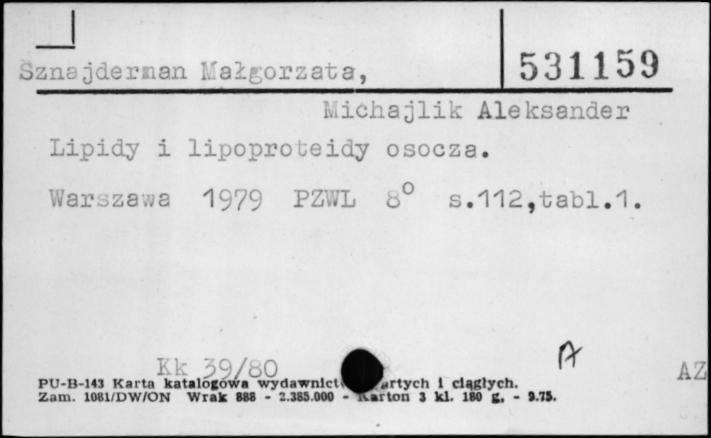 Sznajderman Małgorzata,
531159
Michajlik Aleksander
Lipidy i lipoproteidy osocza.
Warszawa 1979 PZWL 8° s.112,tabl.1.
A
Kk 39/80
AZ
PU-B-143 Karta katalogowa wydawnictw i ciągłych.
Zam. 1081/DW/ON Wrak 888 - 2.385.000 - Karton 3 kl. 180 g. - 9.75.